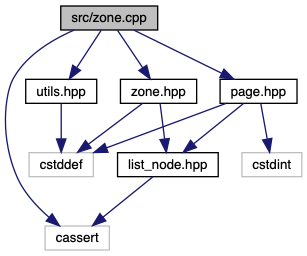 src/zone.cpp
utils.hpp
zone.hpp
page.hpp
cstddef
list_node.hpp
cstdint
cassert